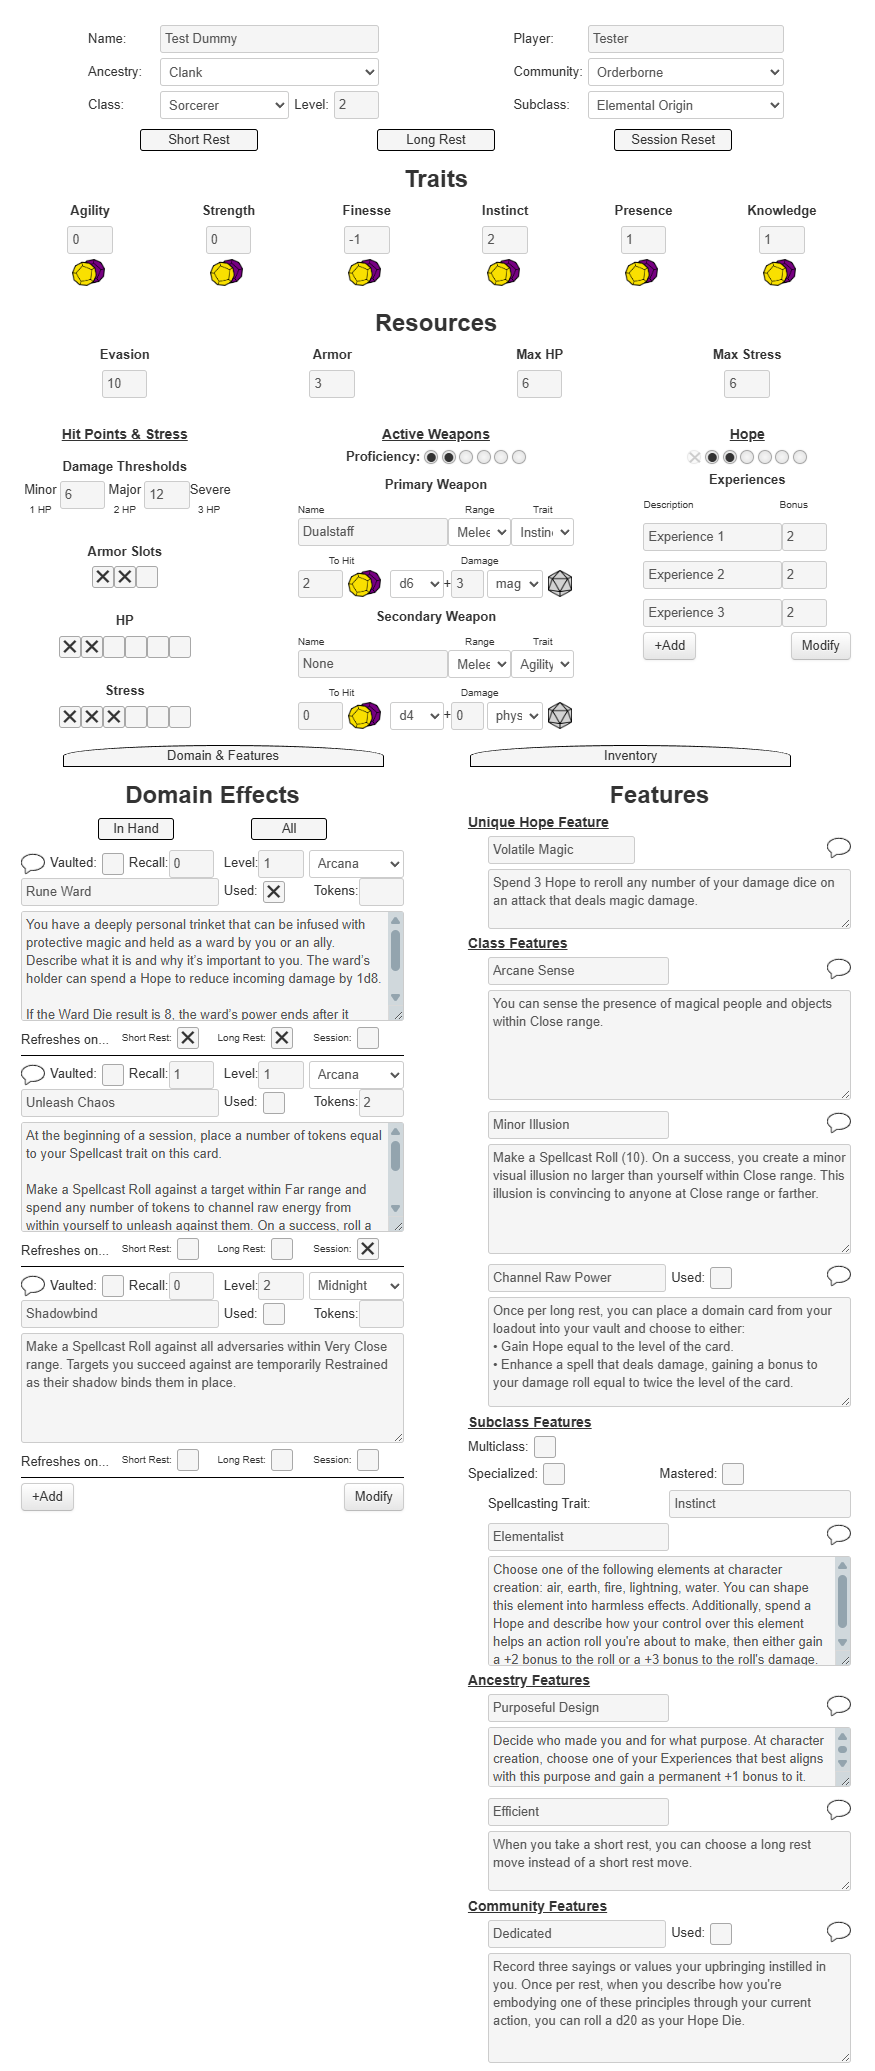 Name: Test Dummy Player: Tester
Ancestry: Clank Community: Orderborne
Class: Sorcerer Level: 2 Subclass: Elemental Origin
Short Rest Long Rest Session Reset
Traits
Agility Strength Finesse Instinct Presence Knowledge
0 0 -1 2 1 1
Resources
Evasion Armor Max HP Max Stress
10 3 6 6
Hit Points & Stress
Damage Thresholds
Minor 6 Major 12 Severe
1 HP 2 HP 3 HP
Armor Slots
HP
Stress
Active Weapons
Proficiency:
Primary Weapon
Name Range Trait
Dualstaff Melee Instin
To Hit Damage
2 d6 + 3 mag
Secondary Weapon
Name Range Trait
None Melee Agility
To Hit Damage
0 d4 + 0 phys
Hope
Experiences
Description Bonus
Experience 1 2
Experience 2 2
Experience 3 2
+Add Modify
Domain & Features Inventory
Domain Effects
In Hand All
Vaulted: Recall: 0 Level: 1 Arcana
Rune Ward Used: Tokens:
You have a deeply personal trinket that can be infused with
protective magic and held as a ward by you or an ally.
Describe what it is and why it's important to you. The ward's
holder can spend a Hope to reduce incoming damage by 1d8.
If the Ward Die result is 8, the ward's power ends after it
Refreshes on... Short Rest: Long Rest: Session:
Vaulted: Recall: 1 Level: 1 Arcana
Unleash Chaos Used: Tokens: 2
At the beginning of a session, place a number of tokens equal
to your Spellcast trait on this card.
Make a Spellcast Roll against a target within Far range and
spend any number of tokens to channel raw energy from
within yourself to unleash against them. On a success, roll a
Refreshes on... Short Rest: Long Rest: Session:
Vaulted: Recall: 0 Level: 2 Midnight
Shadowbind Used: Tokens:
Make a Spellcast Roll against all adversaries within Very Close
range. Targets you succeed against are temporarily Restrained
as their shadow binds them in place.
Refreshes on... Short Rest: Long Rest: Session:
+Add Modify
Features
Unique Hope Feature
Volatile Magic
Spend 3 Hope to reroll any number of your damage dice on
an attack that deals magic damage.
Class Features
Arcane Sense
You can sense the presence of magical people and objects
within Close range.
Minor Illusion
Make a Spellcast Roll (10). On a success, you create a minor
visual illusion no larger than yourself within Close range. This
illusion is convincing to anyone at Close range or farther.
Channel Raw Power Used:
Once per long rest, you can place a domain card from your
loadout into your vault and choose to either:
• Gain Hope equal to the level of the card.
• Enhance a spell that deals damage, gaining a bonus to
your damage roll equal to twice the level of the card.
Subclass Features
Multiclass:
Specialized: Mastered:
Spellcasting Trait: Instinct
Elementalist
Choose one of the following elements at character
creation: air, earth, fire, lightning, water. You can shape
this element into harmless effects. Additionally, spend a
Hope and describe how your control over this element
helps an action roll you're about to make, then either gain
a +2 bonus to the roll or a +3 bonus to the roll's damage.
Ancestry Features
Purposeful Design
Decide who made you and for what purpose. At character
creation, choose one of your Experiences that best aligns
with this purpose and gain a permanent +1 bonus to it.
Efficient
When you take a short rest, you can choose a long rest
move instead of a short rest move.
Community Features
Dedicated Used:
Record three sayings or values your upbringing instilled in
you. Once per rest, when you describe how you're
embodying one of these principles through your current
action, you can roll a d20 as your Hope Die.